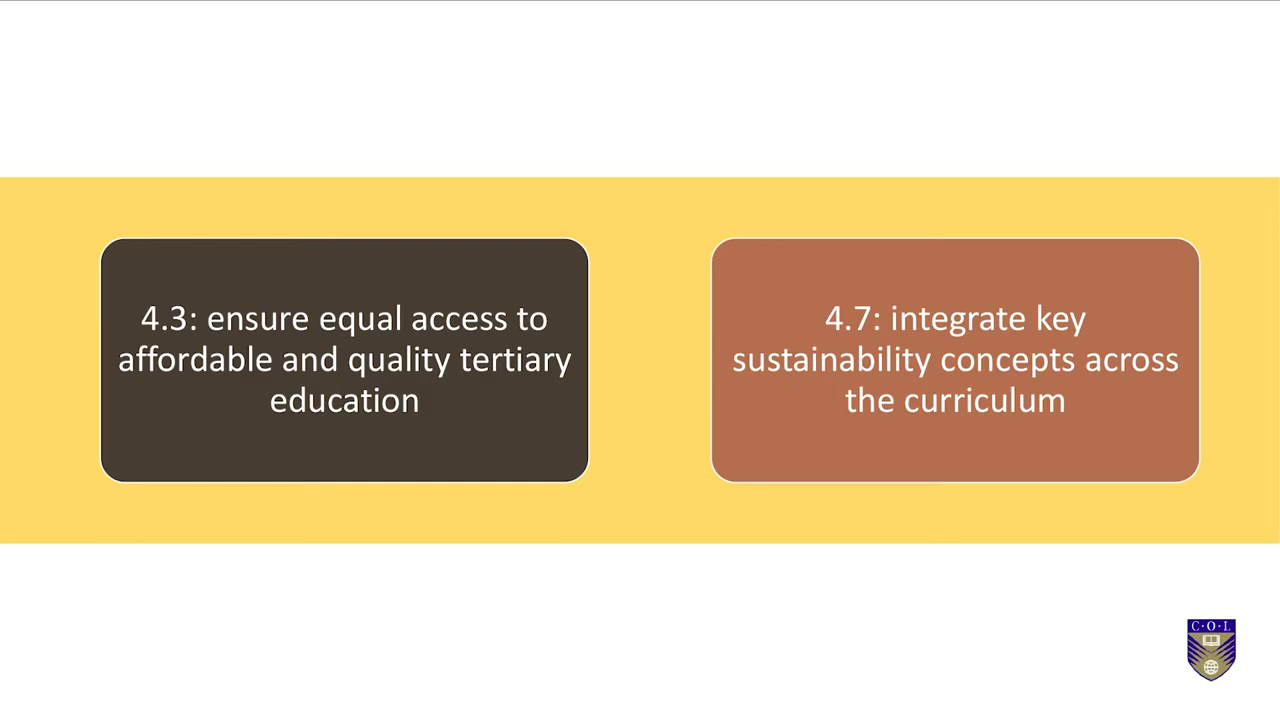 4.3: ensure equal access to
affordable and quality tertiary
education
4.7: integrate key
sustainability concepts across
the curriculum
C·O·L